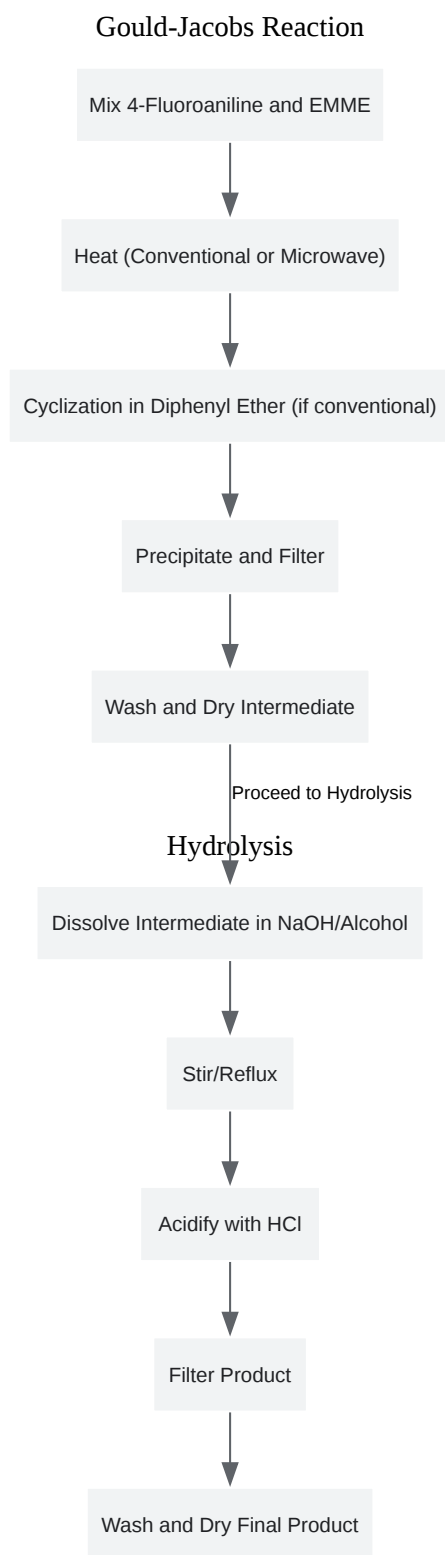 Gould-Jacobs Reaction
Mix 4-Fluoroaniline and EMME
Heat (Conventional or Microwave)
Cyclization in Diphenyl Ether (if conventional)
Precipitate and Filter
Wash and Dry Intermediate
Proceed to Hydrolysis
Hydrolysis
Dissolve Intermediate in NaOH/Alcohol
Stir/Reflux
Acidify with HCl
Filter Product
Wash and Dry Final Product